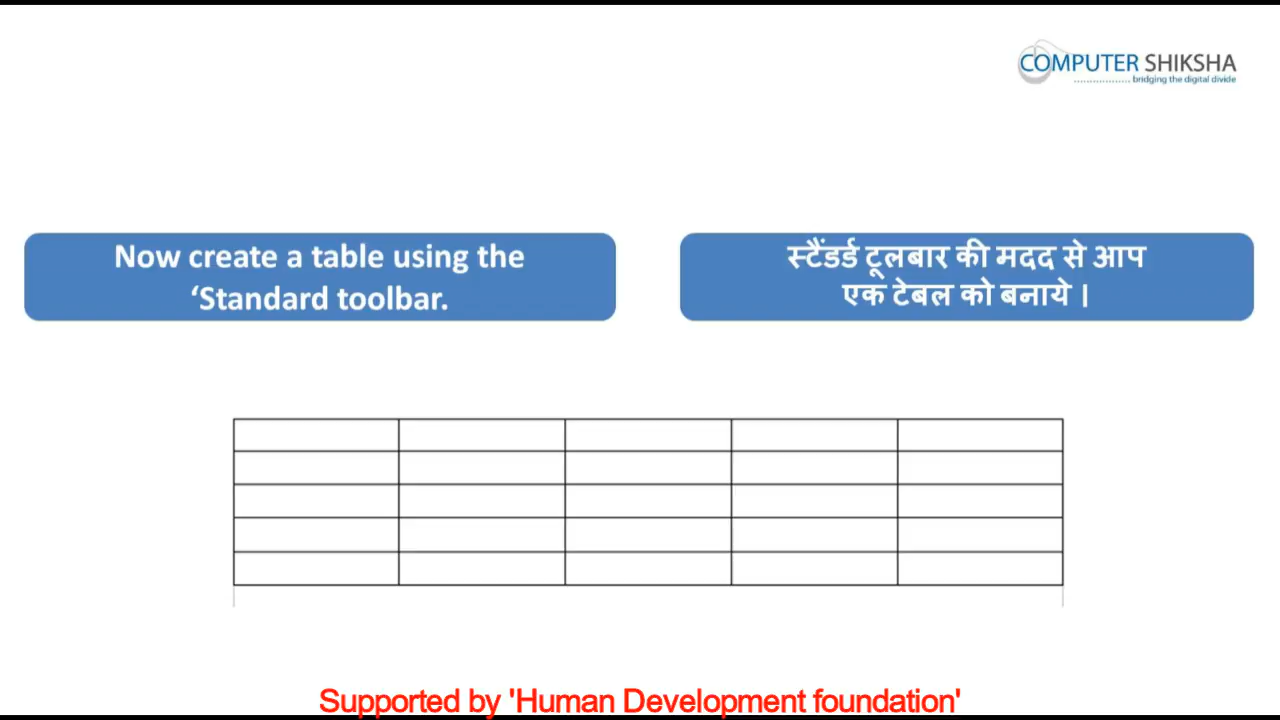 COMPUTER SHIKSHA
bridging the digital divide
Now create a table using the
‘Standard toolbar.
स्टैंडर्ड टूलबार की मदद से आप
एक टेबल को बनाये ।
Supported by 'Human Development foundation'